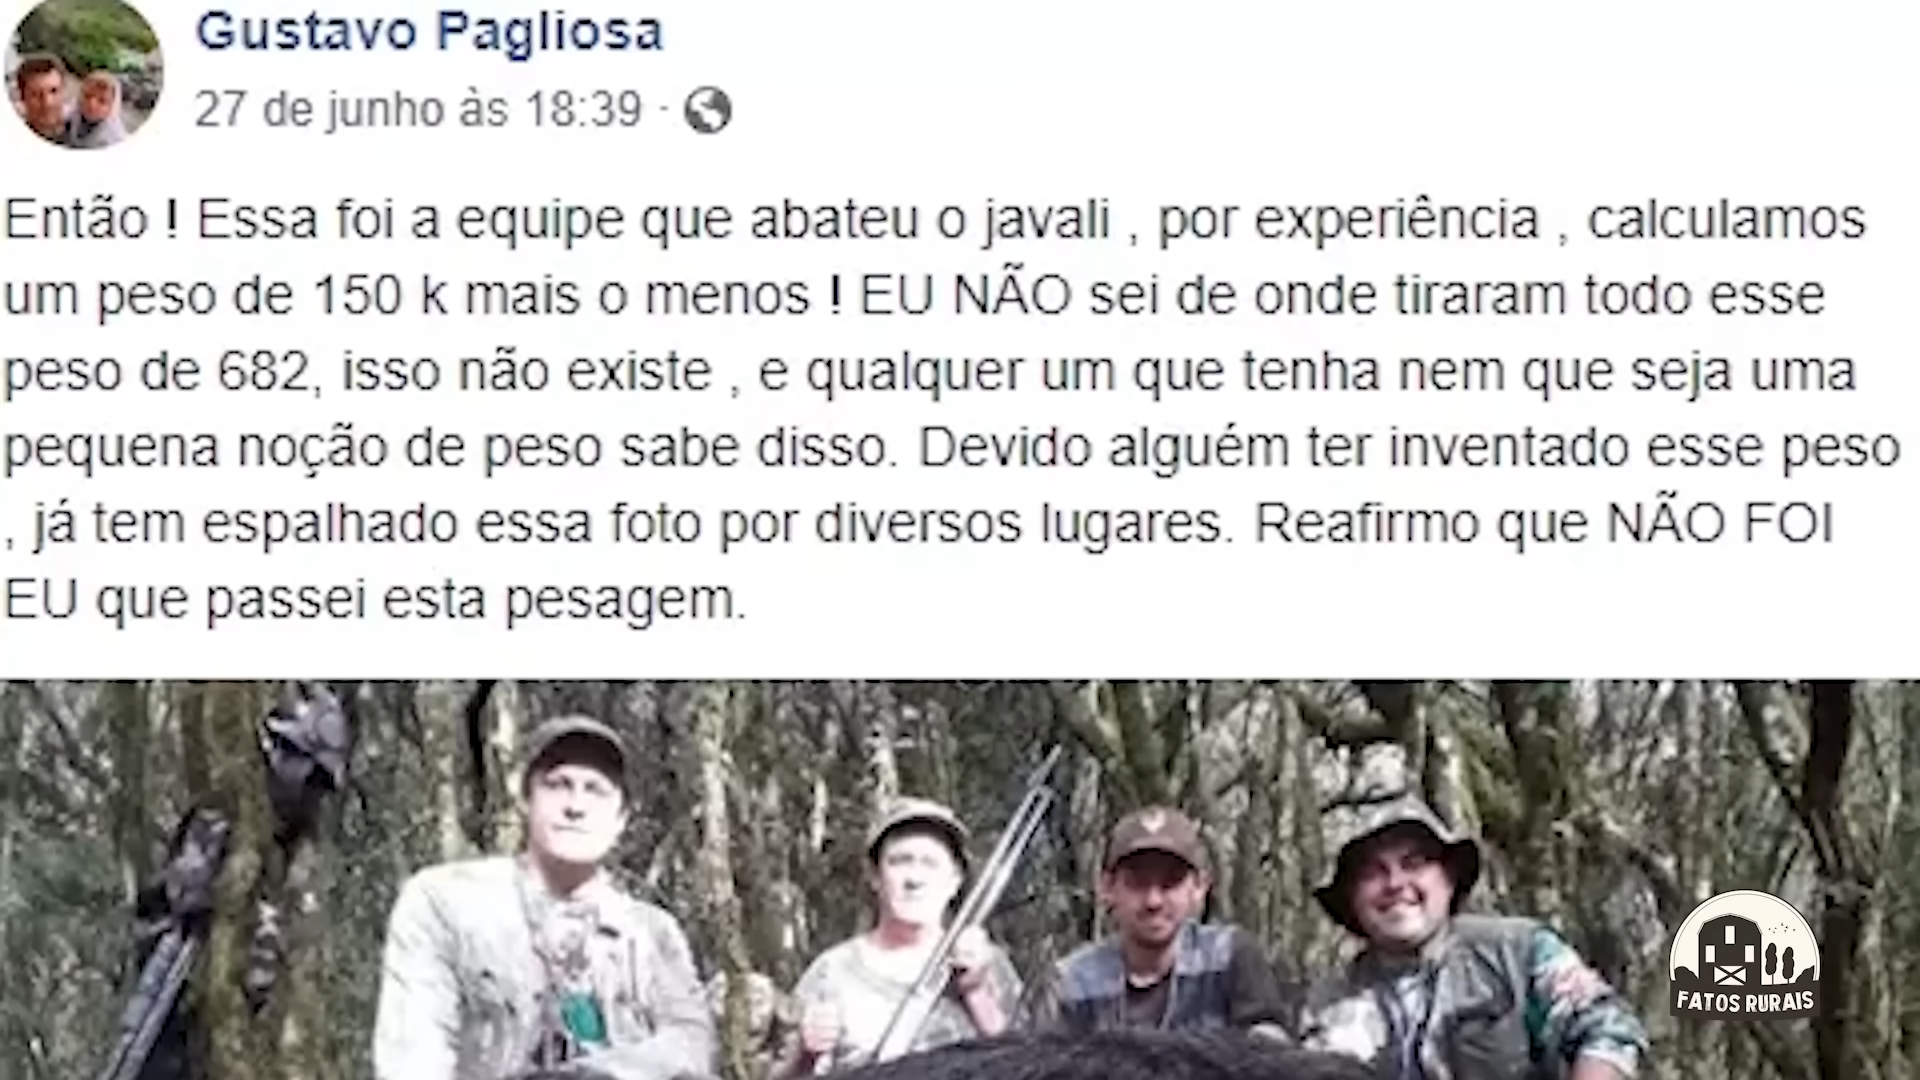 Gustavo Pagliosa
27 de junho às 18:39 ·
Então ! Essa foi a equipe que abateu o javali , por experiência , calculamos
um peso de 150 k mais o menos ! EU NÃO sei de onde tiraram todo esse
peso de 682, isso não existe , e qualquer um que tenha nem que seja uma
pequena noção de peso sabe disso. Devido alguém ter inventado esse peso
, já tem espalhado essa foto por diversos lugares. Reafirmo que NÃO FOI
EU que passei esta pesagem.
FATOS RURAIS